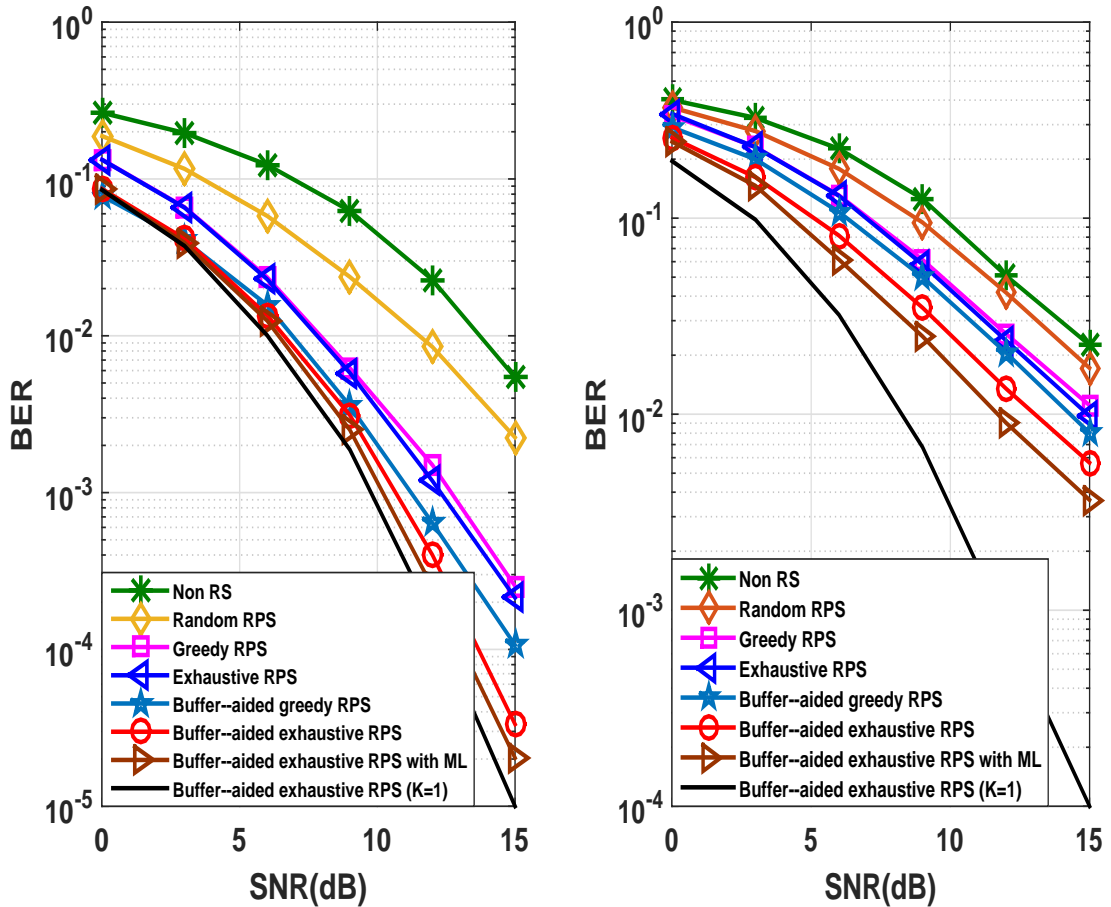 10^0
10^-1
10^-2
10^-3
10^-4
10^-5
BER
Non RS
Random RPS
Greedy RPS
Exhaustive RPS
Buffer--aided greedy RPS
Buffer--aided exhaustive RPS
Buffer--aided exhaustive RPS with ML
Buffer--aided exhaustive RPS (K=1)
0 5 10 15
SNR(dB)
10^0
10^-1
10^-2
10^-3
10^-4
BER
Non RS
Random RPS
Greedy RPS
Exhaustive RPS
Buffer--aided greedy RPS
Buffer--aided exhaustive RPS
Buffer--aided exhaustive RPS with ML
Buffer--aided exhaustive RPS (K=1)
0 5 10 15
SNR(dB)